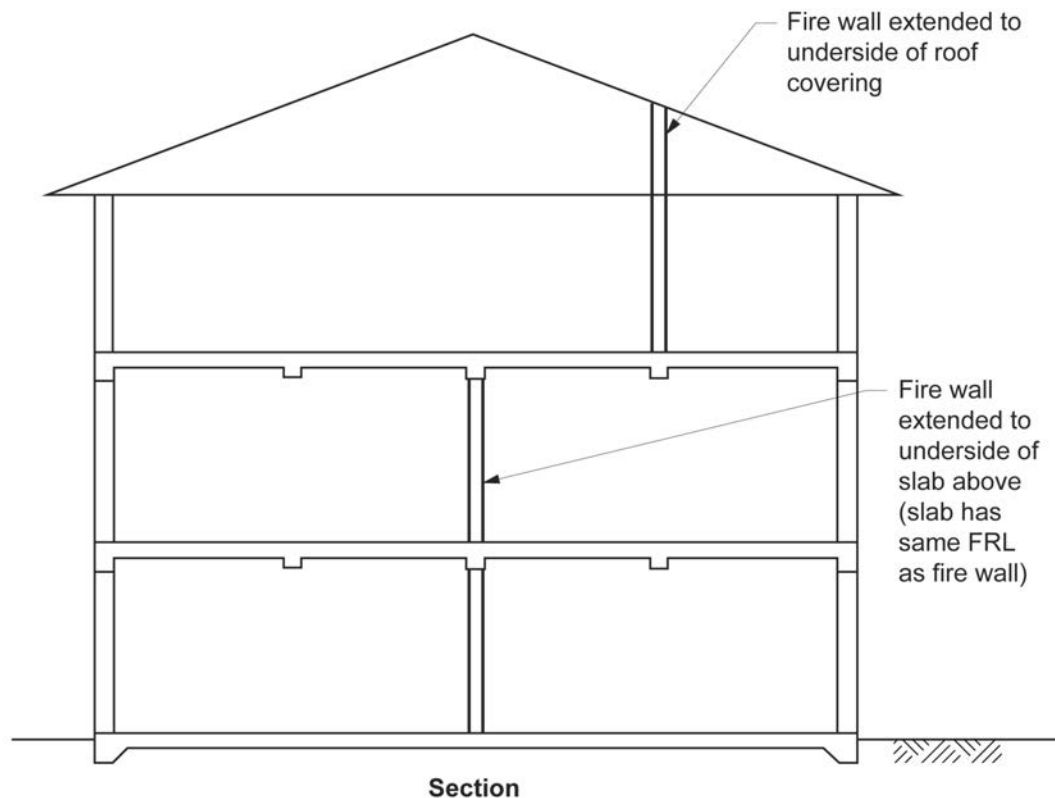 Fire wall extended to
underside of roof
covering
Fire wall
extended to
underside of
slab above
(slab has
same FRL
as fire wall)
Section